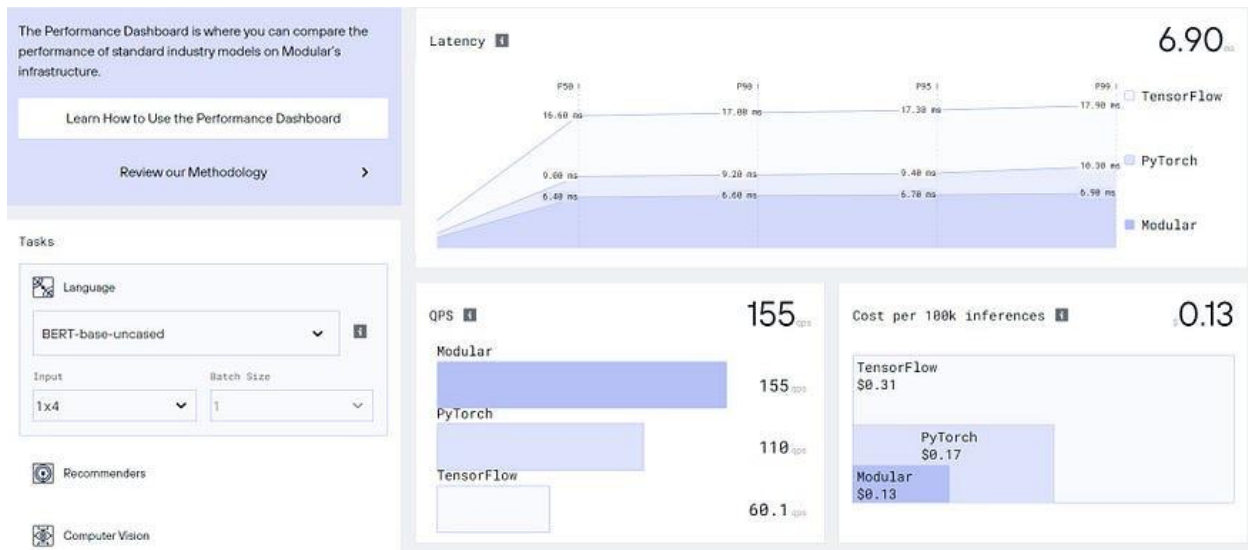 The Performance Dashboard is where you can compare the
performance of standard industry models on Modular's
infrastructure.
Learn How to Use the Performance Dashboard
Review our Methodology
Tasks
Language
BERT-base-uncased
Input
Batch Size
1x4
1
Recommenders
Computer Vision
Latency
6.90 ms
P50
P90
P95
P99
16.60 ms
17.00 ms
17.30 ms
17.90 ms
9.00 ms
9.20 ms
9.40 ms
10.30 ms
6.40 ms
6.60 ms
6.70 ms
6.90 ms
TensorFlow
PyTorch
Modular
QPS
155 qps
Modular
155 qps
PyTorch
110 qps
TensorFlow
60.1 qps
Cost per 100k inferences
$0.13
TensorFlow
$0.31
PyTorch
$0.17
Modular
$0.13